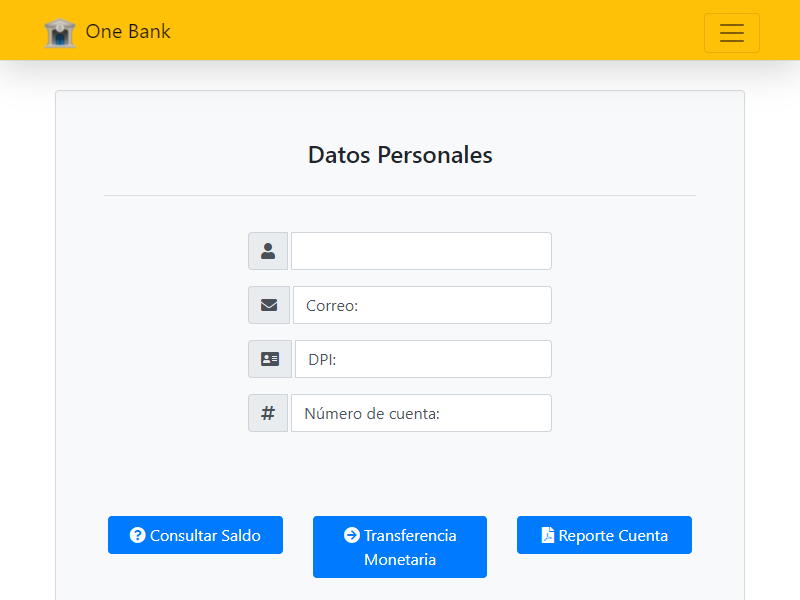 One Bank
Datos Personales
Correo:
DPI:
Número de cuenta:
Consultar Saldo
Transferencia
Monetaria
Reporte Cuenta